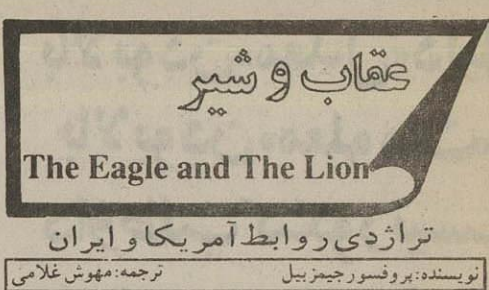 عقاب و شیر
The Eagle and The Lion
تراژدی روابط آمریکا و ایران
نویسنده: پروفسور جیمز بیل ترجمه: مهوش غلامی